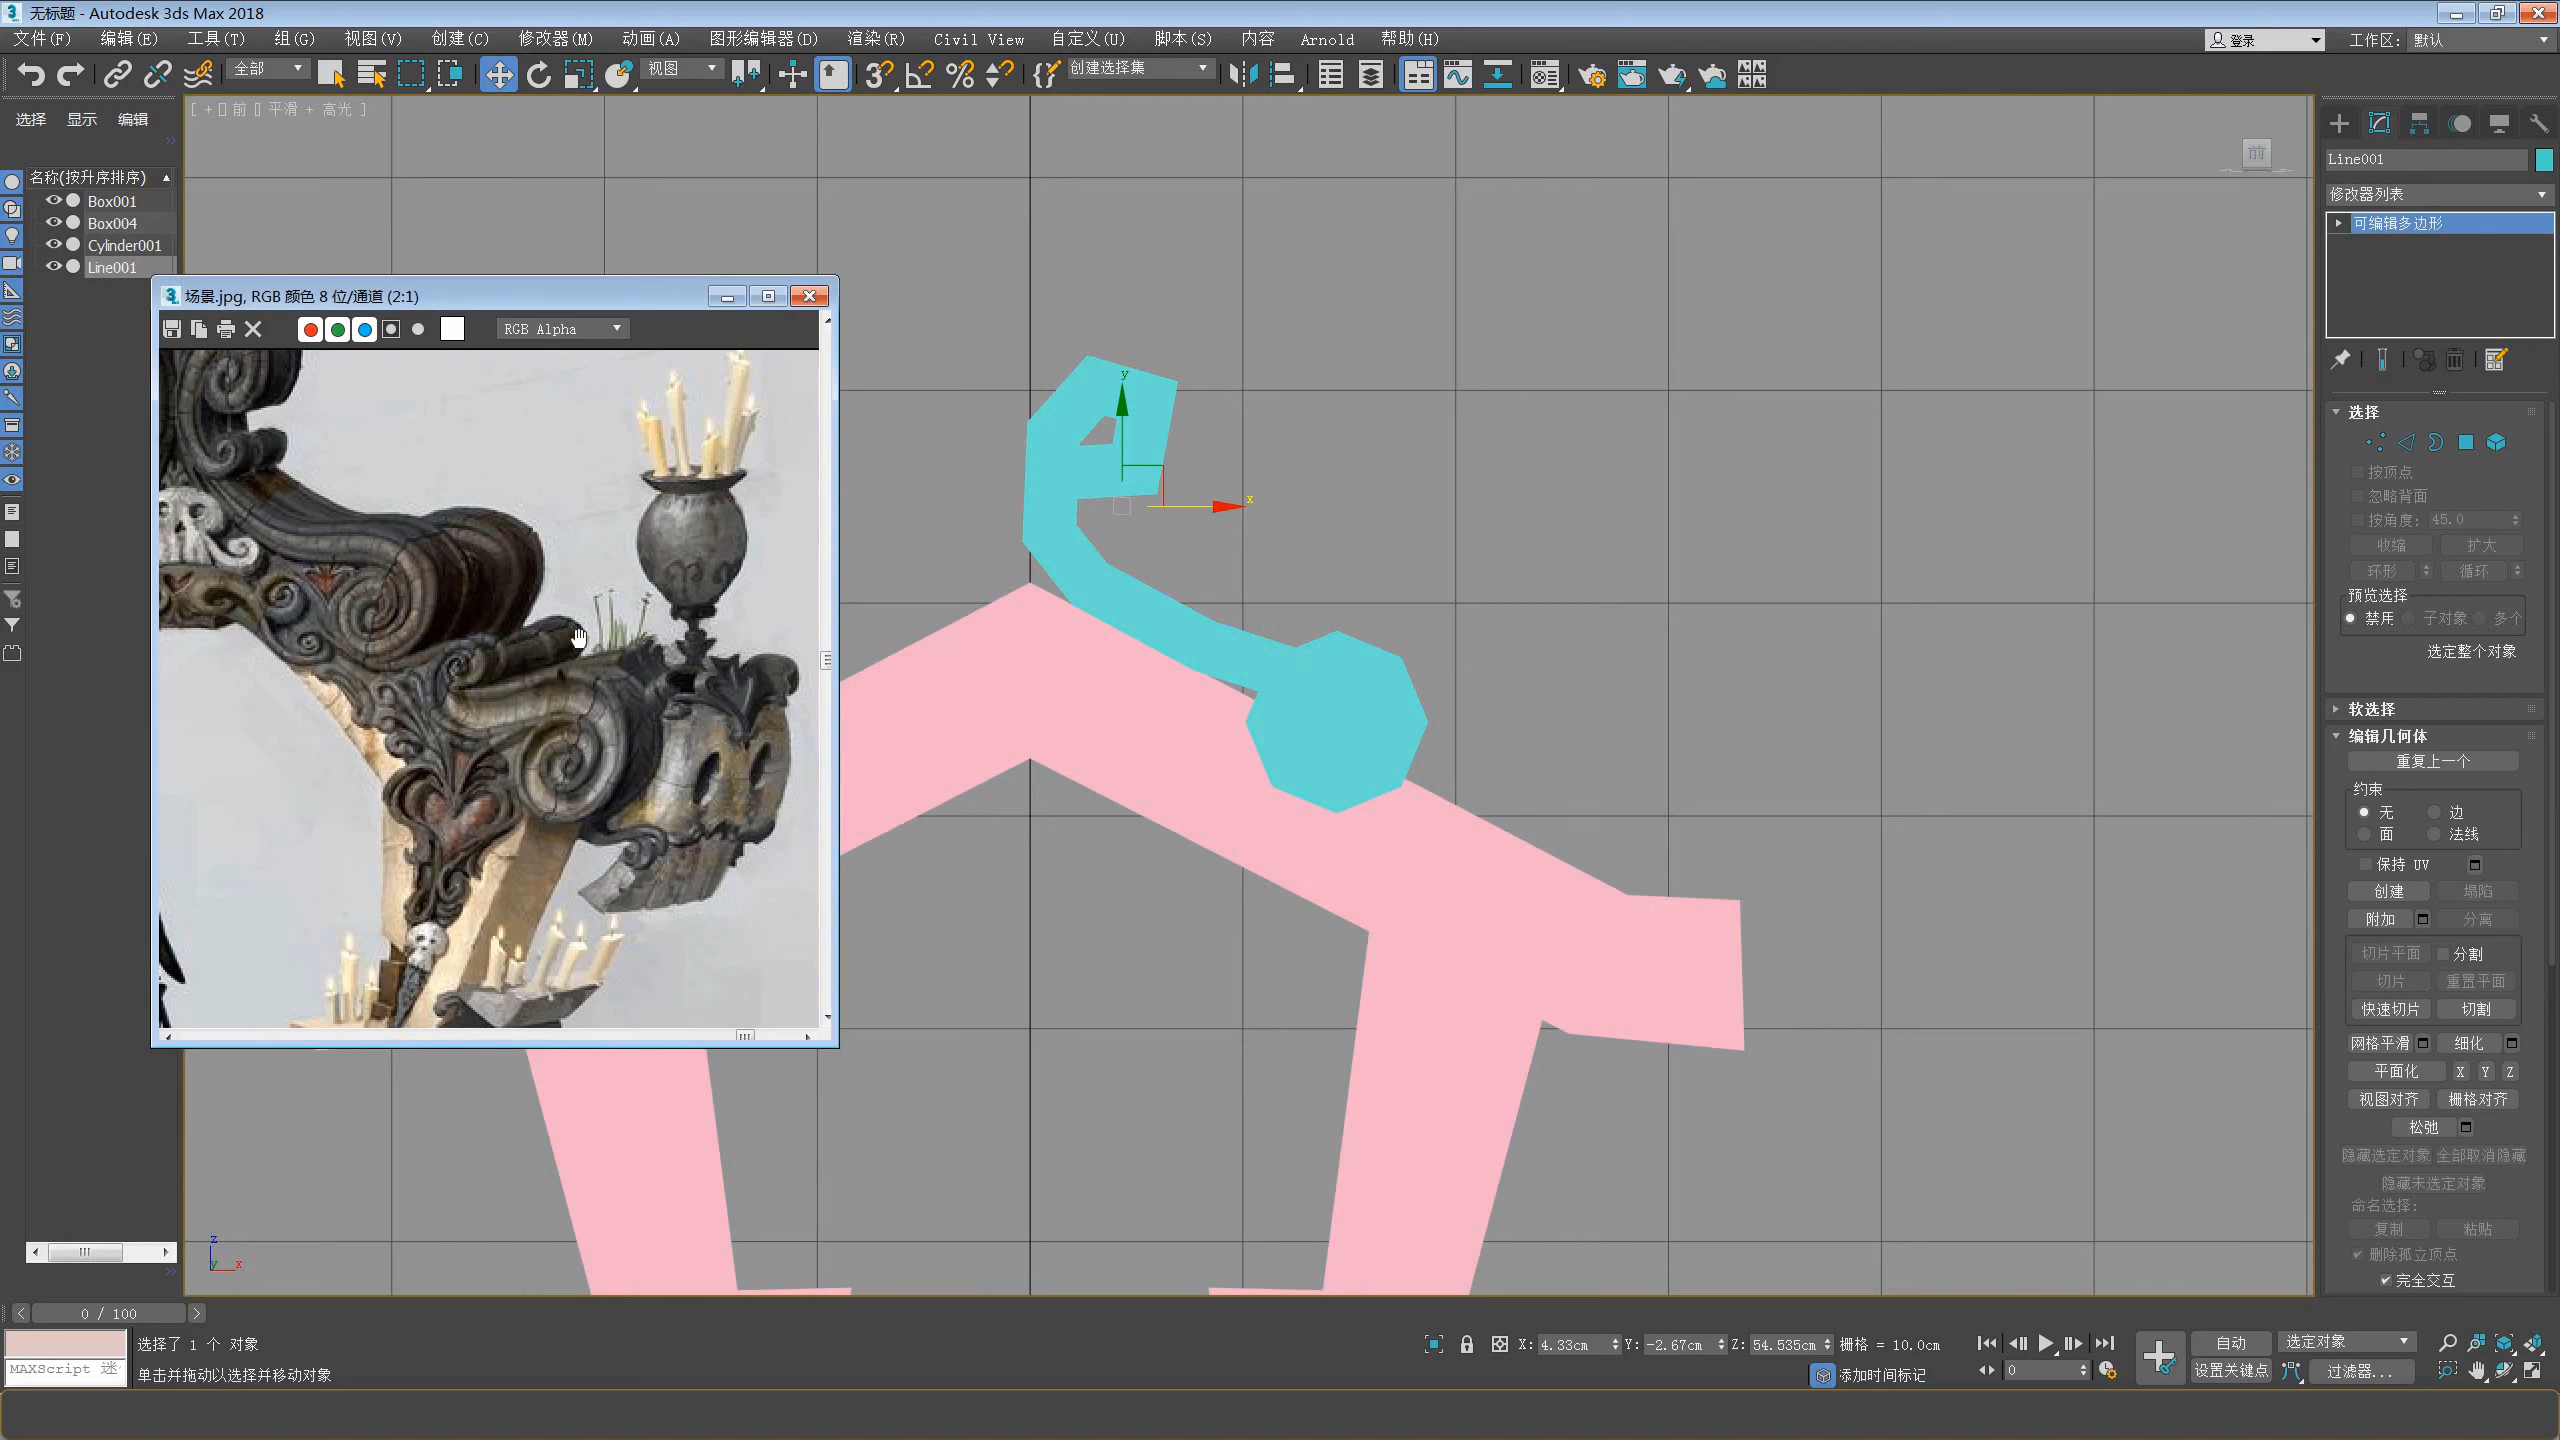 无标题 - Autodesk 3ds Max 2018
文件(F) 编辑(E) 工具(T) 组(G) 视图(V) 创建(C) 修改器(M) 动画(A) 图形编辑器(D) 渲染(R) Civil View 自定义(U) 脚本(S) 内容 Arnold 帮助(H) 登录 工作区: 默认
全部 视图 创建选择集
选择 显示 编辑
[ + ] [ 前 ] [ 平滑 + 高光 ]
前
名称(按升序排序)
Box001
Box004
Cylinder001
Line001
场景.jpg, RGB 颜色 8 位/通道 (2:1)
RGB Alpha
y
x
z
y
x
Line001
修改器列表
可编辑多边形
选择
按顶点
忽略背面
按角度: 45.0
收缩 扩大
环形 循环
预览选择
禁用 子对象 多个
选定整个对象
软选择
编辑几何体
重复上一个
约束
无 边
面 法线
保持 UV
创建 塌陷
附加 分离
切片平面 分割
切片 重置平面
快速切片 切割
网格平滑 细化
平面化 X Y Z
视图对齐 栅格对齐
松弛
隐藏选定对象 全部取消隐藏
隐藏未选定对象
命名选择:
复制 粘贴
删除孤立顶点
完全交互
0 / 100
选择了 1 个 对象
MAXScript 迷
单击并拖动以选择并移动对象
X: 4.33cm Y: -2.67cm Z: 54.535cm 栅格 = 10.0cm
添加时间标记
0
自动 选定对象
设置关键点 过滤器...